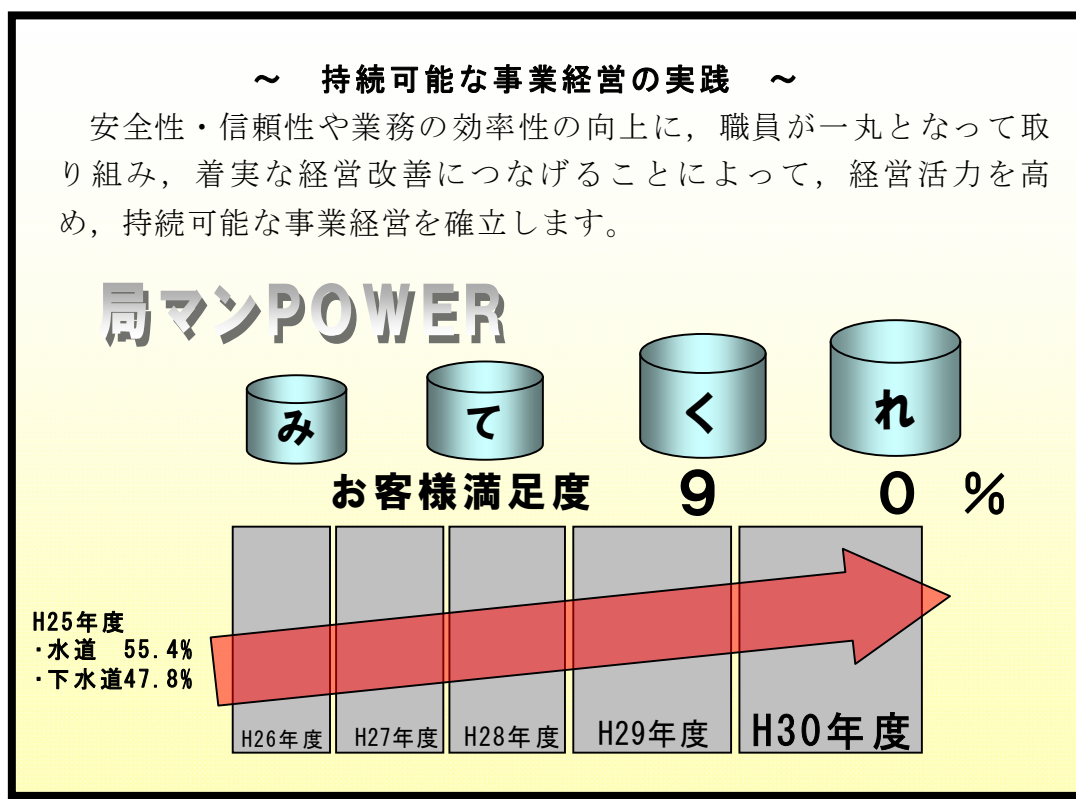 ～　持続可能な事業経営の実践　～
安全性・信頼性や業務の効率性の向上に，職員が一丸となって取
り組み，着実な経営改善につなげることによって，経営活力を高
め，持続可能な事業経営を確立します。
局マンPOWER
み　て　く　れ
お客様満足度　９　０　％
H25年度
・水道　55.4%
・下水道47.8%
H26年度　H27年度　H28年度　H29年度　H30年度